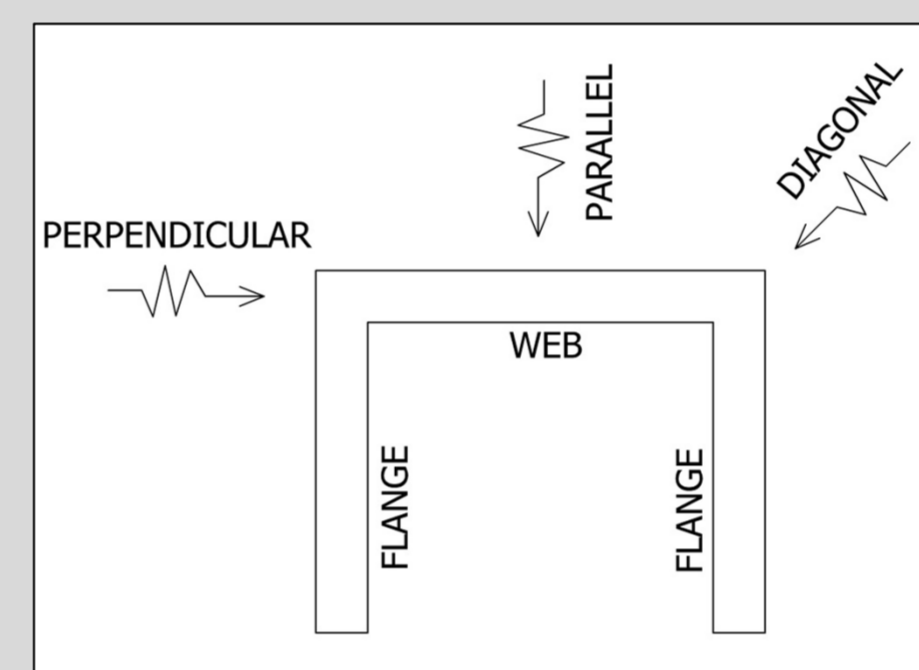 PARALLEL
DIAGONAL
PERPENDICULAR
WEB
FLANGE
FLANGE